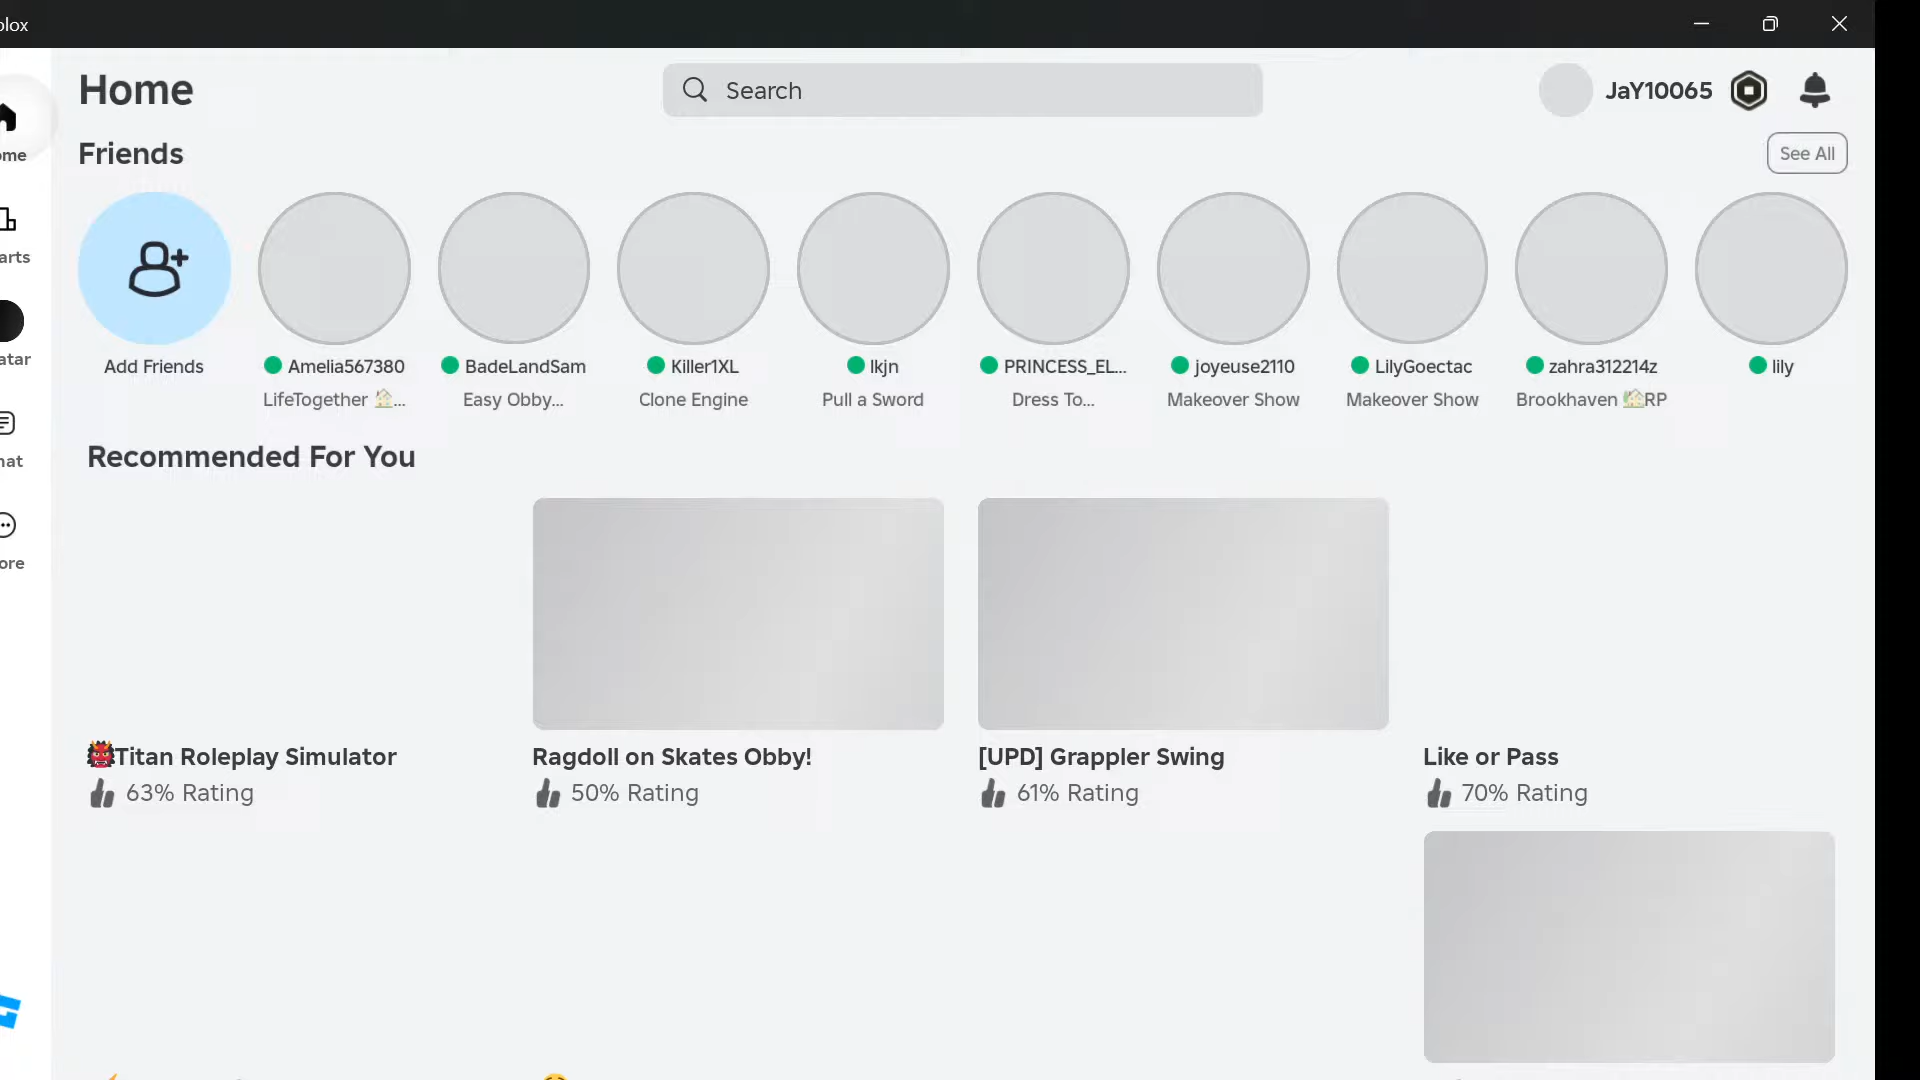 blox
Home
Search
JaY10065
Friends
See All
ome
arts
atar
hat
ore
Add Friends
Amelia567380
BadeLandSam
Killer1XL
lkjn
PRINCESS_EL...
joyeuse2110
LilyGoectac
zahra312214z
lily
LifeTogether 🏠...
Easy Obby...
Clone Engine
Pull a Sword
Dress To...
Makeover Show
Makeover Show
Brookhaven 🏡RP
Recommended For You
👹Titan Roleplay Simulator
63% Rating
Ragdoll on Skates Obby!
50% Rating
[UPD] Grappler Swing
61% Rating
Like or Pass
70% Rating